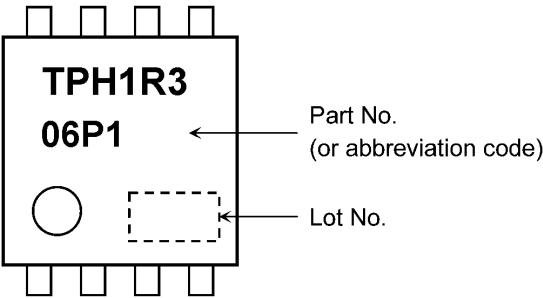 TPH1R3
06P1
Part No.
(or abbreviation code)
Lot No.